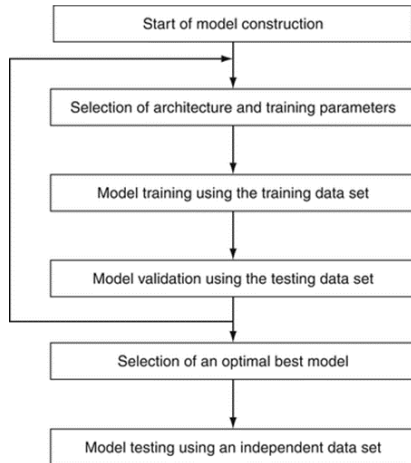 Start of model construction
Selection of architecture and training parameters
Model training using the training data set
Model validation using the testing data set
Selection of an optimal best model
Model testing using an independent data set